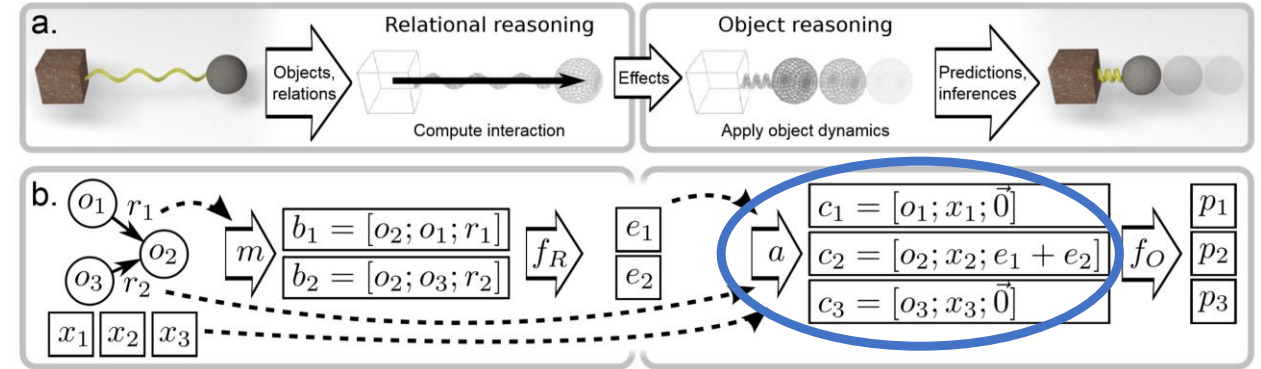 a.
Relational reasoning
Object reasoning
Objects,
relations
Effects
Predictions,
inferences
Compute interaction
Apply object dynamics
b.
o₁
r₁
o₂
o₃
r₂
x₁ x₂ x₃
m
b₁ = [o₂; o₁; r₁]
b₂ = [o₂; o₃; r₂]
f_R
e₁
e₂
a
c₁ = [o₁; x₁; 0⃗]
c₂ = [o₂; x₂; e₁ + e₂]
c₃ = [o₃; x₃; 0⃗]
f_O
p₁
p₂
p₃